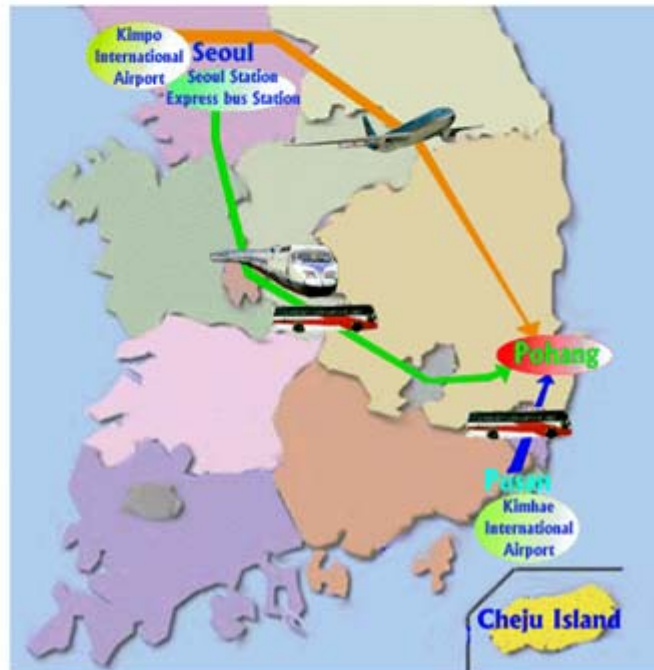 Kimpo
International
Airport
Seoul
Seoul Station
Express bus Station
Pohang
Pusan
Kimhae
International
Airport
Cheju Island